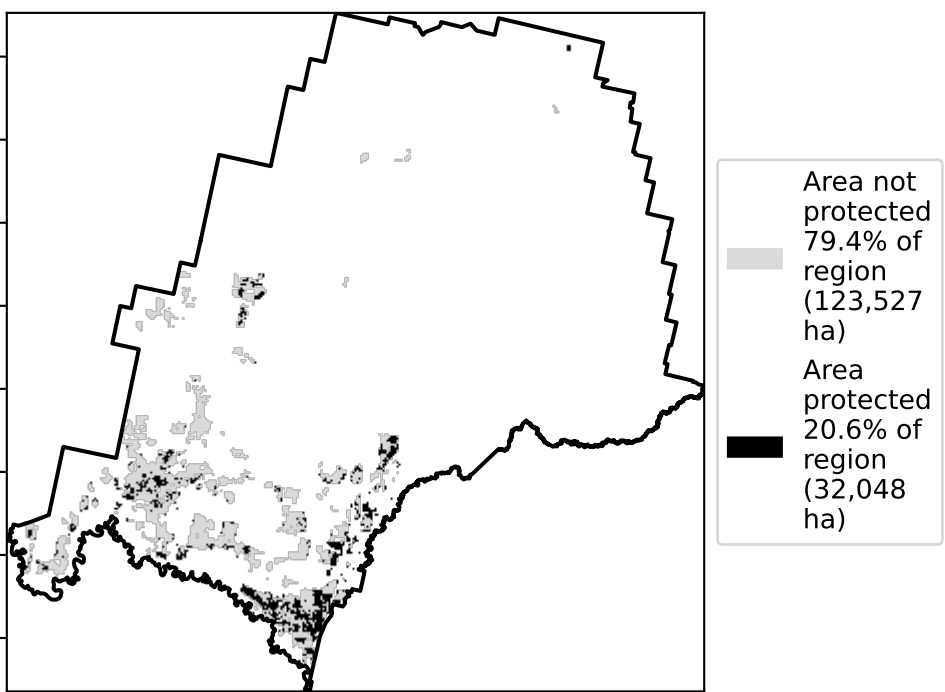 Area not
protected
79.4% of
region
(123,527
ha)
Area
protected
20.6% of
region
(32,048
ha)